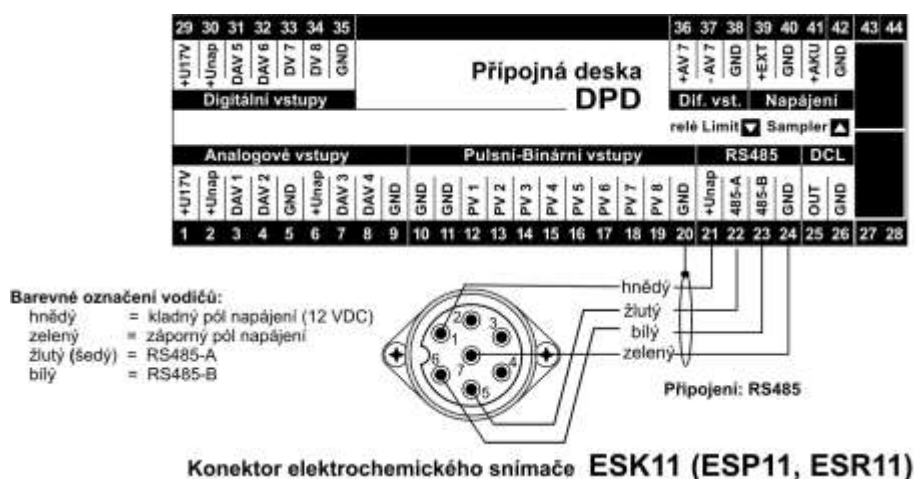 29 30 31 32 33 34 35 36 37 38 39 40 41 42 43 44
+U17V +Unap DAV 5 DAV 6 DV 7 DV 8 GND +AV 7 - AV 7 GND +EXT GND +AKU GND
Přípojná deska
DPD
Digitální vstupy Dif. vst. Napájení
relé Limit Sampler
Analogové vstupy Pulsní-Binární vstupy RS485 DCL
+U17V +Unap DAV 1 DAV 2 GND +Unap DAV 3 DAV 4 GND GND GND PV 1 PV 2 PV 3 PV 4 PV 5 PV 6 PV 7 PV 8 GND +Unap 485-A 485-B GND OUT GND
1 2 3 4 5 6 7 8 9 10 11 12 13 14 15 16 17 18 19 20 21 22 23 24 25 26 27 28
Barevné označení vodičů:
hnědý = kladný pól napájení (12 VDC)
zelený = záporný pól napájení
žlutý (šedý) = RS485-A
bílý = RS485-B
hnědý
žlutý
bílý
zelený
1 2 3 4 5 6 7
Připojení: RS485
Konektor elektrochemického snímače ESK11 (ESP11, ESR11)